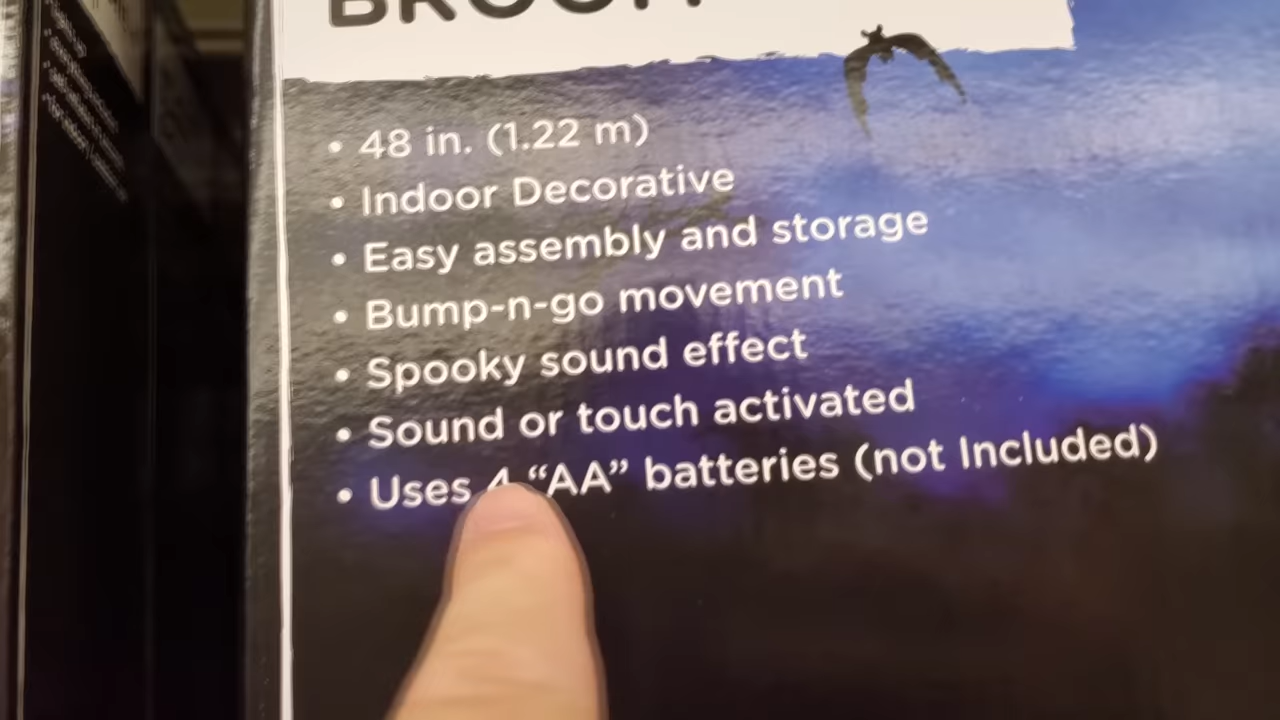 BROOM
• 48 in. (1.22 m)
• Indoor Decorative
• Easy assembly and storage
• Bump-n-go movement
• Spooky sound effect
• Sound or touch activated
• Uses 4 “AA” batteries (not Included)